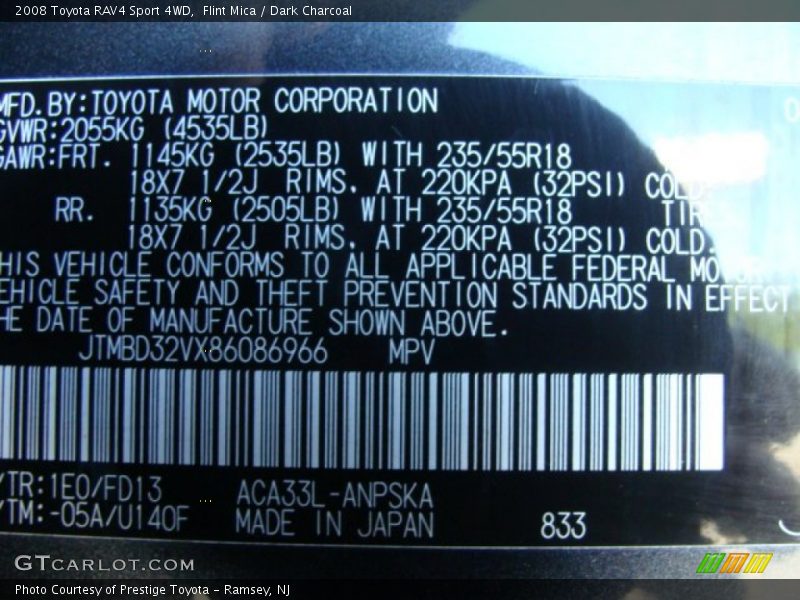 2008 Toyota RAV4 Sport 4WD,  Flint Mica / Dark Charcoal
MFD.BY:TOYOTA MOTOR CORPORATION
GVWR:2055KG (4535LB)
GAWR:FRT. 1145KG (2535LB) WITH 235/55R18
18X7 1/2J RIMS. AT 220KPA (32PSI) COLD.
RR. 1135KG (2505LB) WITH 235/55R18 TIR
18X7 1/2J RIMS. AT 220KPA (32PSI) COLD.
HIS VEHICLE CONFORMS TO ALL APPLICABLE FEDERAL MOTOR
EHICLE SAFETY AND THEFT PREVENTION STANDARDS IN EFFECT
HE DATE OF MANUFACTURE SHOWN ABOVE.
JTMBD32VX86086966 MPV
/TR:1E0/FD13 ACA33L-ANPSKA
/TM:-05A/U140F MADE IN JAPAN 833
GTCARLOT.COM
Photo Courtesy of Prestige Toyota - Ramsey, NJ